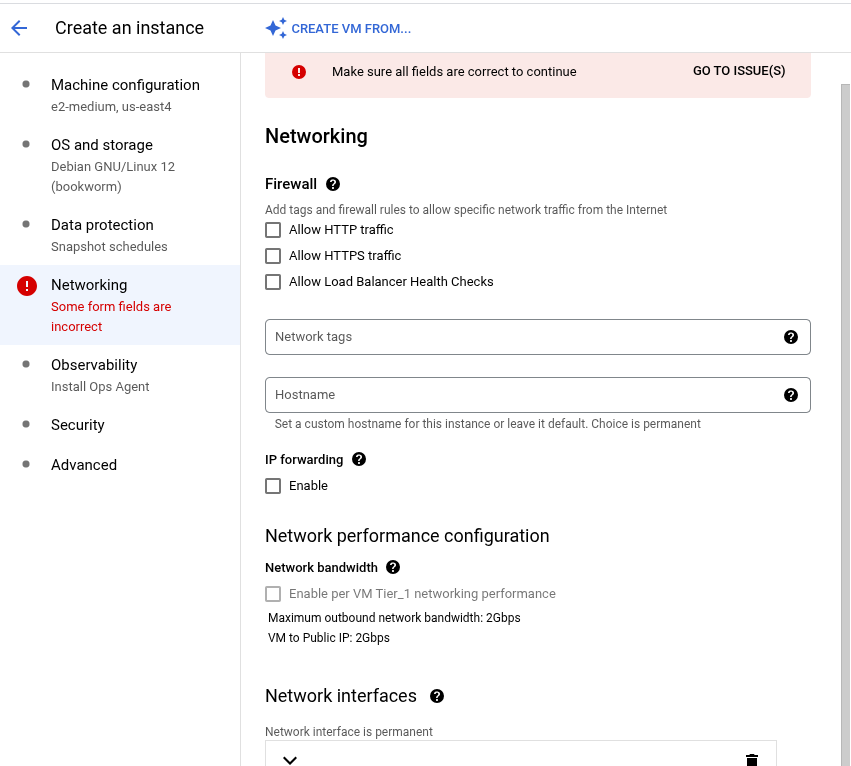 Create an instance
CREATE VM FROM...
Machine configuration
e2-medium, us-east4
OS and storage
Debian GNU/Linux 12
(bookworm)
Data protection
Snapshot schedules
Networking
Some form fields are
incorrect
Observability
Install Ops Agent
Security
Advanced
Make sure all fields are correct to continue
GO TO ISSUE(S)
Networking
Firewall
Add tags and firewall rules to allow specific network traffic from the Internet
Allow HTTP traffic
Allow HTTPS traffic
Allow Load Balancer Health Checks
Network tags
Hostname
Set a custom hostname for this instance or leave it default. Choice is permanent
IP forwarding
Enable
Network performance configuration
Network bandwidth
Enable per VM Tier_1 networking performance
Maximum outbound network bandwidth: 2Gbps
VM to Public IP: 2Gbps
Network interfaces
Network interface is permanent